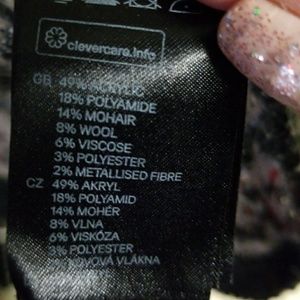 clevercare.info
GB 49% ACRYLIC
18% POLYAMIDE
14% MOHAIR
8% WOOL
6% VISCOSE
3% POLYESTER
2% METALLISED FIBRE
CZ 49% AKRYL
18% POLYAMID
14% MOHÉR
8% VLNA
6% VISKÓZA
3% POLYESTER
VLÁKNA